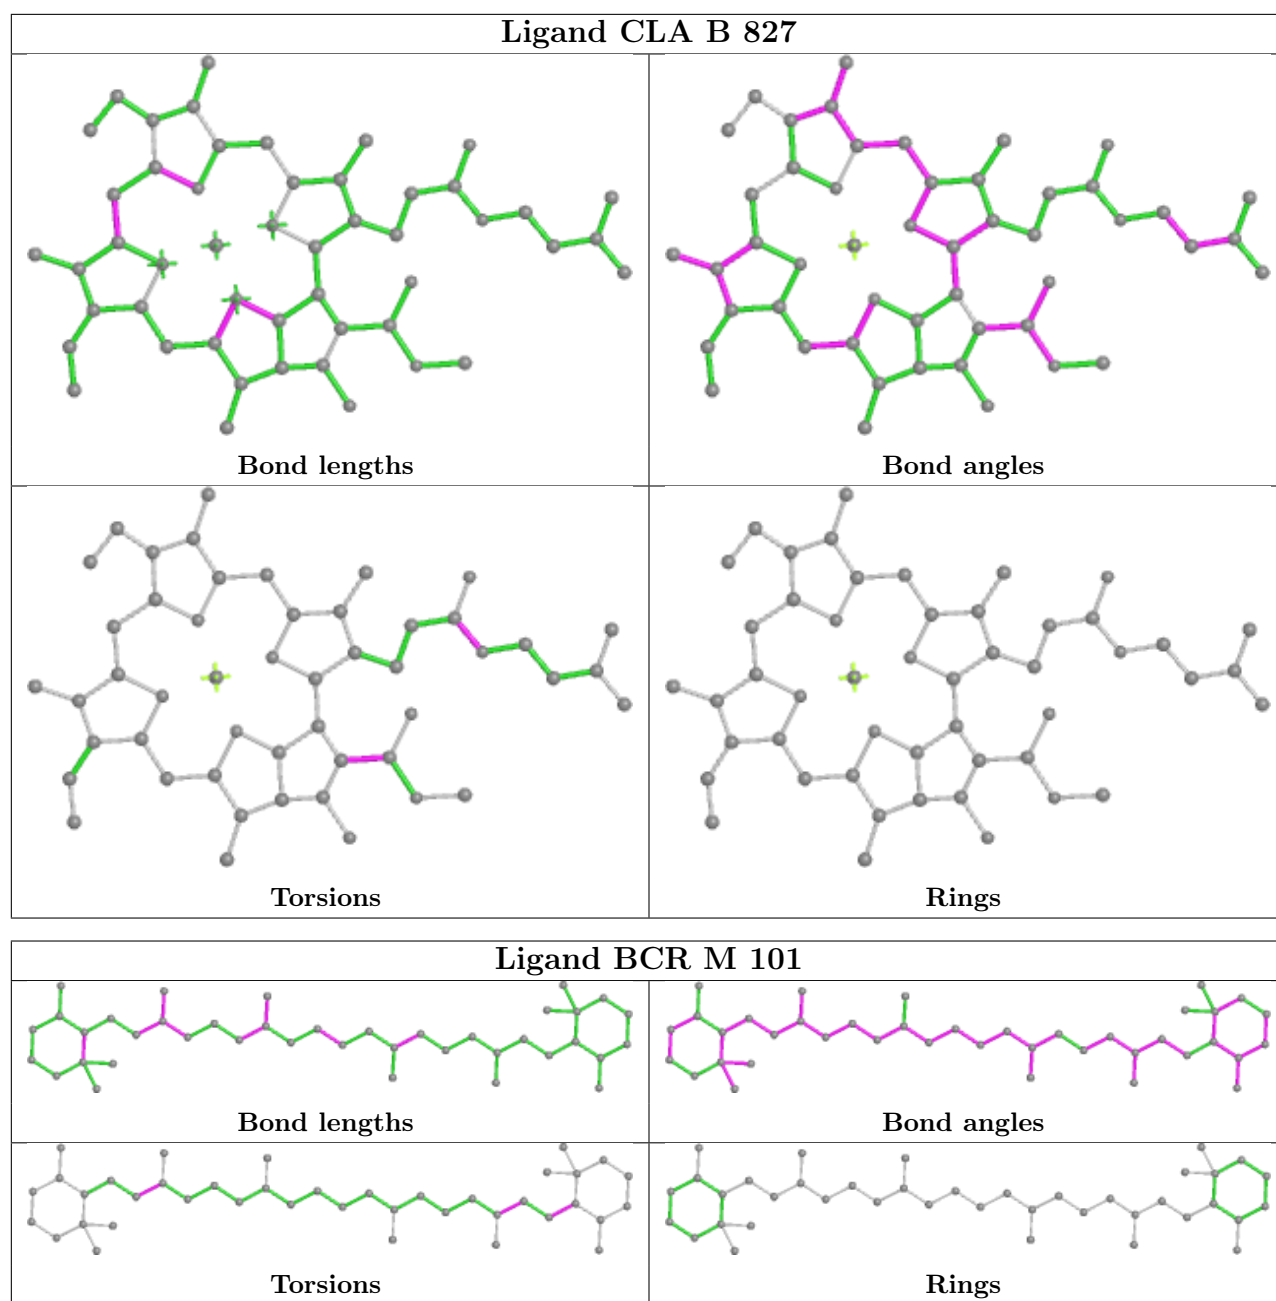 Ligand CLA B 827
Bond lengths
Bond angles
Torsions
Rings
Ligand BCR M 101
Bond lengths
Bond angles
Torsions
Rings